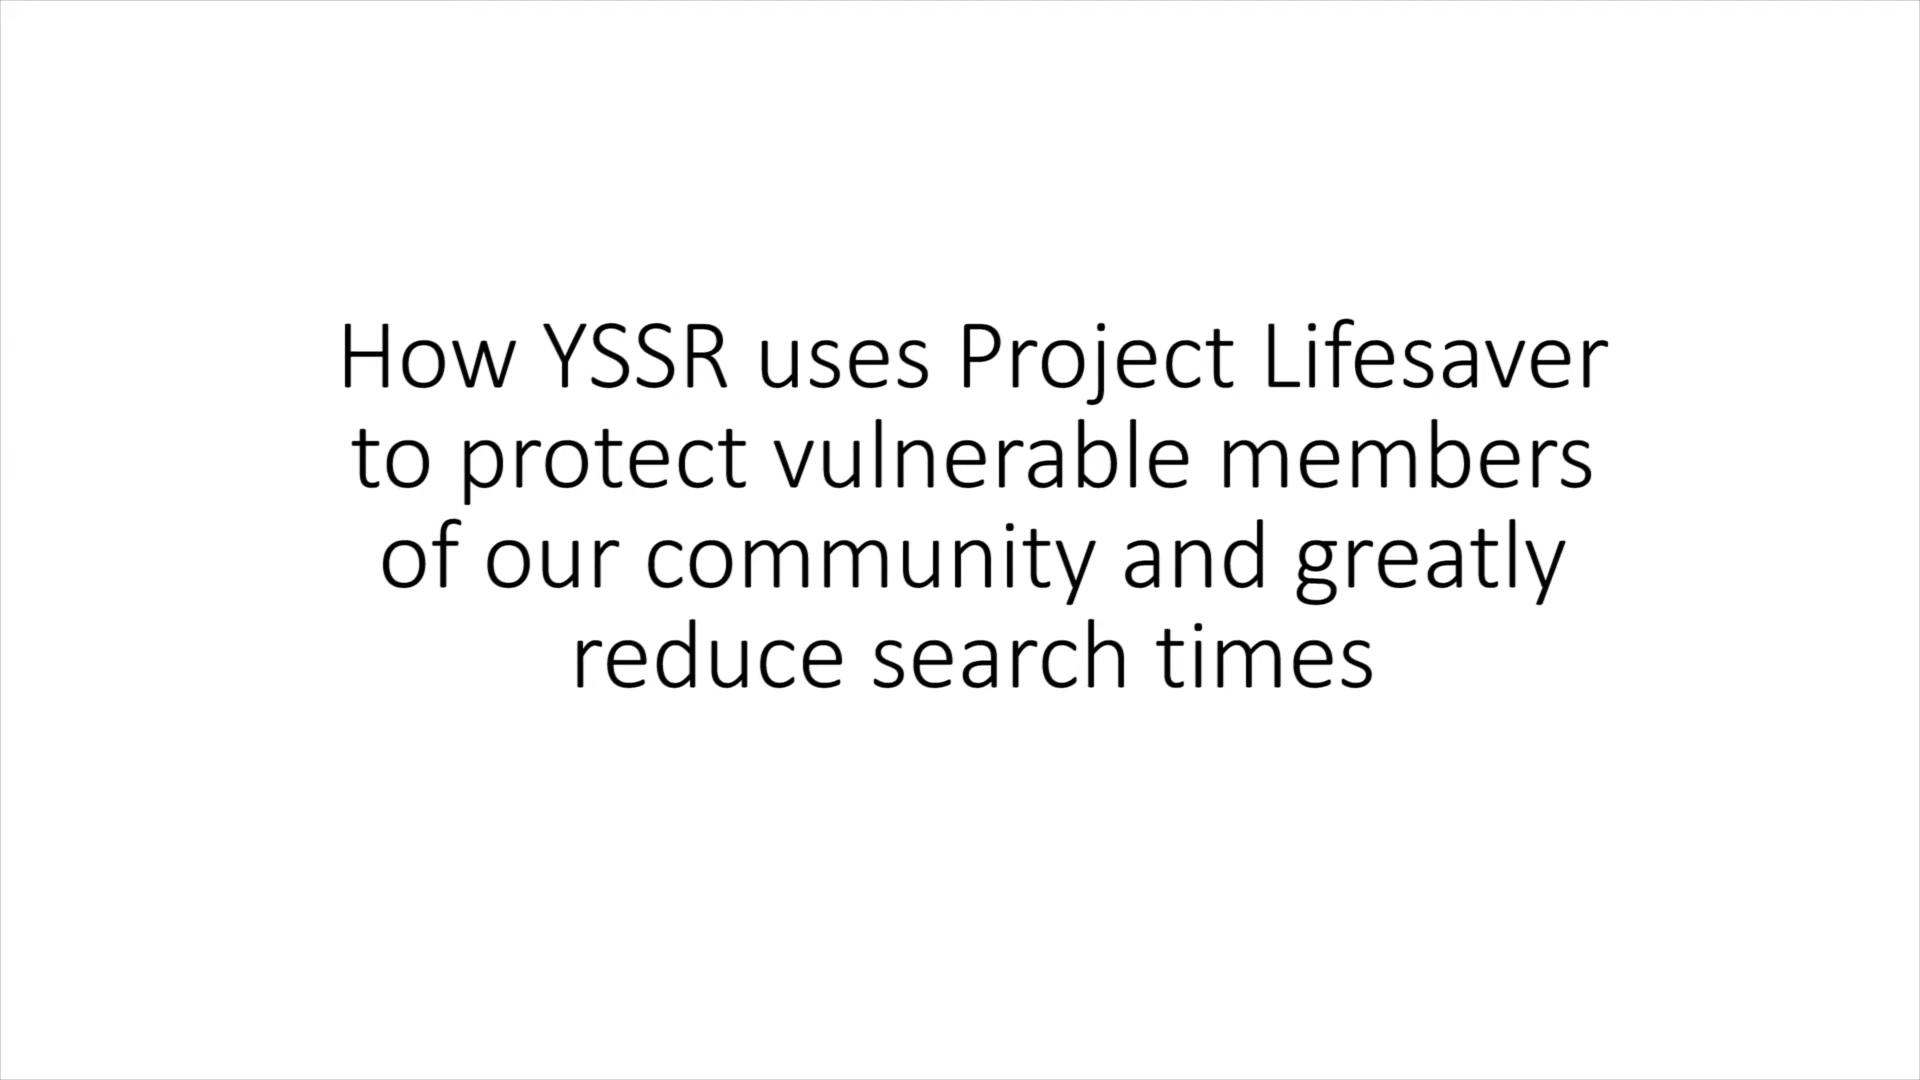 How YSSR uses Project Lifesaver
to protect vulnerable members
of our community and greatly
reduce search times